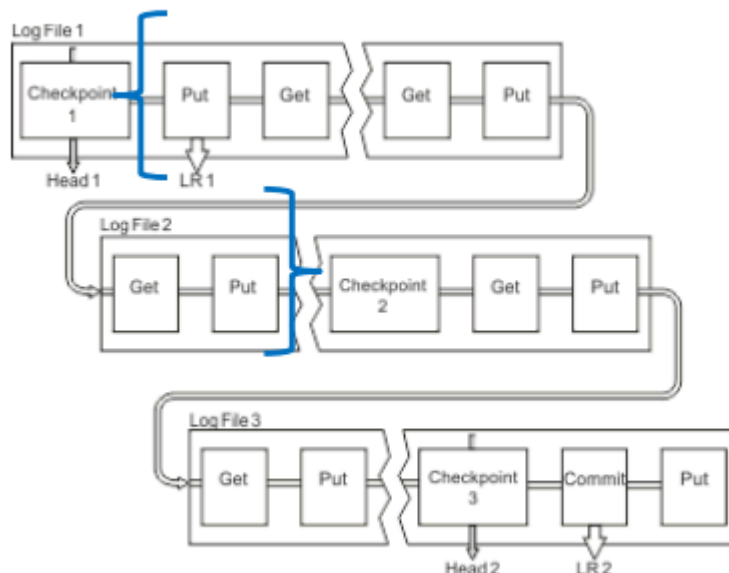 Log File 1
Checkpoint
1
Put
Get
Get
Put
Head 1
LR 1
Log File 2
Get
Put
Checkpoint
2
Get
Put
Log File 3
Get
Put
Checkpoint
3
Commit
Put
Head 2
LR 2